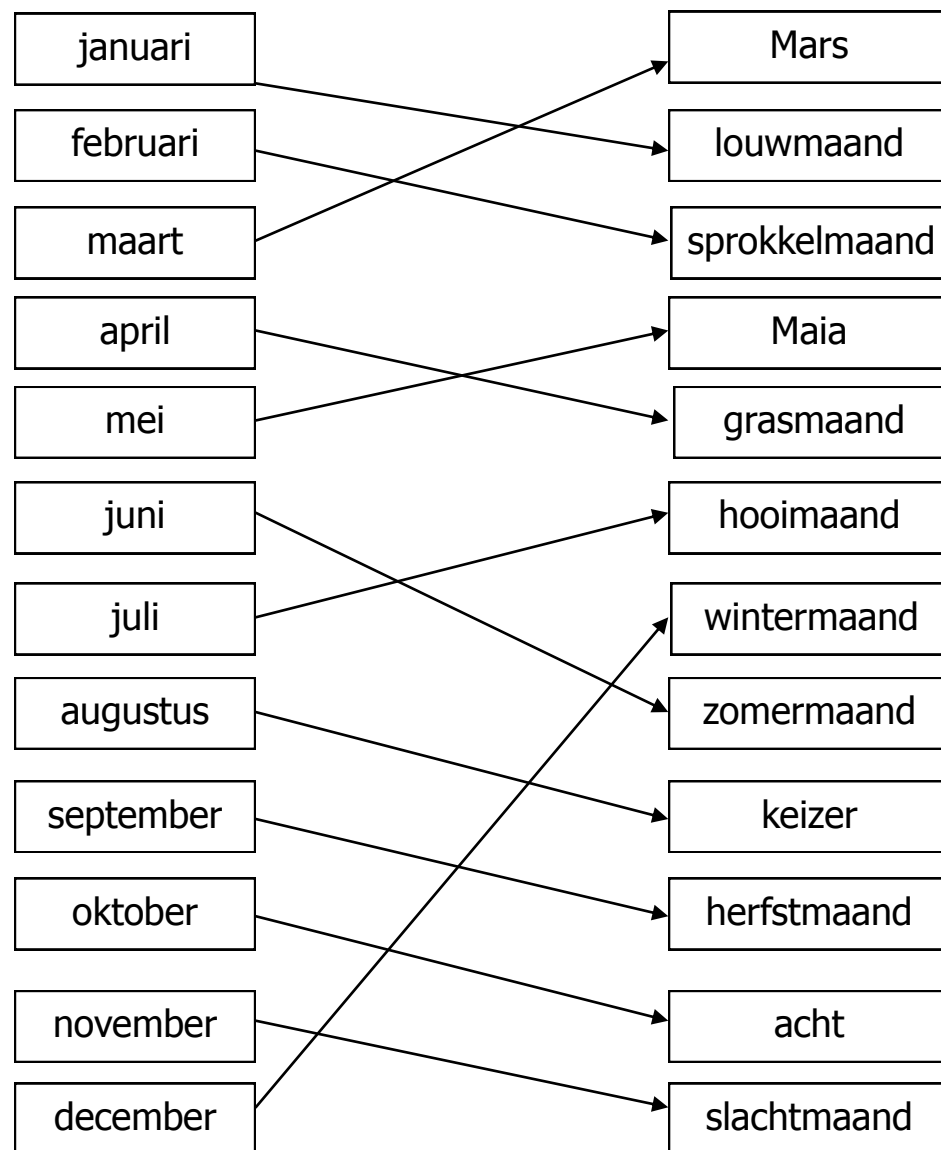 januari
Mars
februari
louwmaand
maart
sprokkelmaand
april
Maia
mei
grasmaand
juni
hooimaand
juli
wintermaand
augustus
zomermaand
september
keizer
oktober
herfstmaand
november
acht
december
slachtmaand